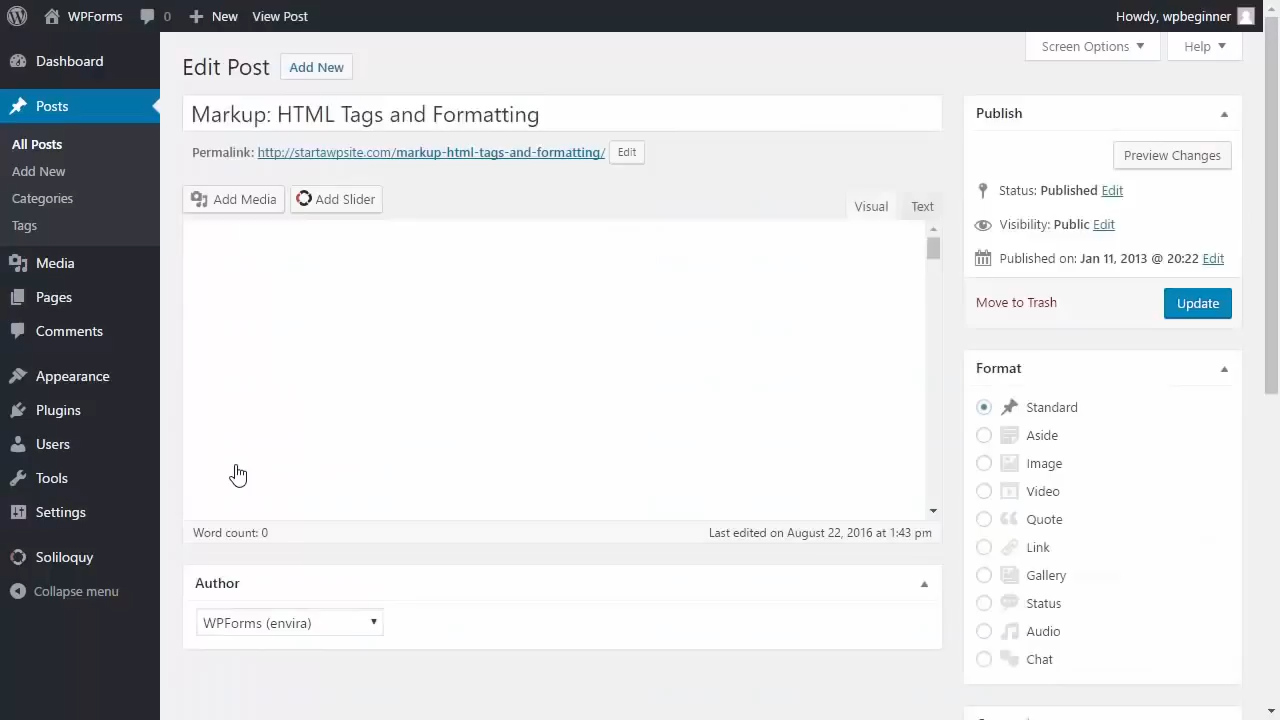 WPForms 0 New View Post Howdy, wpbeginner
Screen Options Help
Dashboard
Posts
All Posts
Add New
Categories
Tags
Media
Pages
Comments
Appearance
Plugins
Users
Tools
Settings
Soliloquy
Collapse menu
Edit Post Add New
Markup: HTML Tags and Formatting
Permalink: http://startawpsite.com/markup-html-tags-and-formatting/ Edit
Add Media Add Slider Visual Text
Word count: 0 Last edited on August 22, 2016 at 1:43 pm
Author
WPForms (envira)
Publish
Preview Changes
Status: Published Edit
Visibility: Public Edit
Published on: Jan 11, 2013 @ 20:22 Edit
Move to Trash Update
Format
Standard
Aside
Image
Video
Quote
Link
Gallery
Status
Audio
Chat